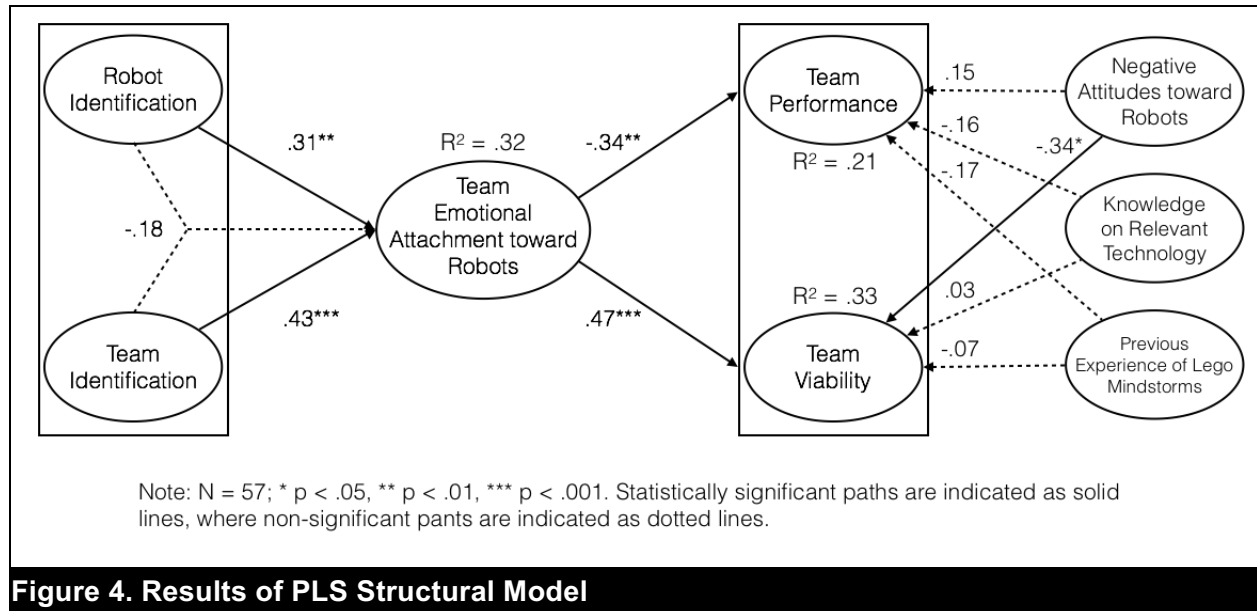 Robot
Identification
Team
Identification
-.18
.31**
.43***
R² = .32
Team
Emotional
Attachment toward
Robots
-.34**
.47***
Team
Performance
R² = .21
R² = .33
Team
Viability
.15
-.16
-.17
-.34*
.03
-.07
Negative
Attitudes toward
Robots
Knowledge
on Relevant
Technology
Previous
Experience of Lego
Mindstorms
Note: N = 57; * p < .05, ** p < .01, *** p < .001. Statistically significant paths are indicated as solid
lines, where non-significant pants are indicated as dotted lines.
Figure 4. Results of PLS Structural Model